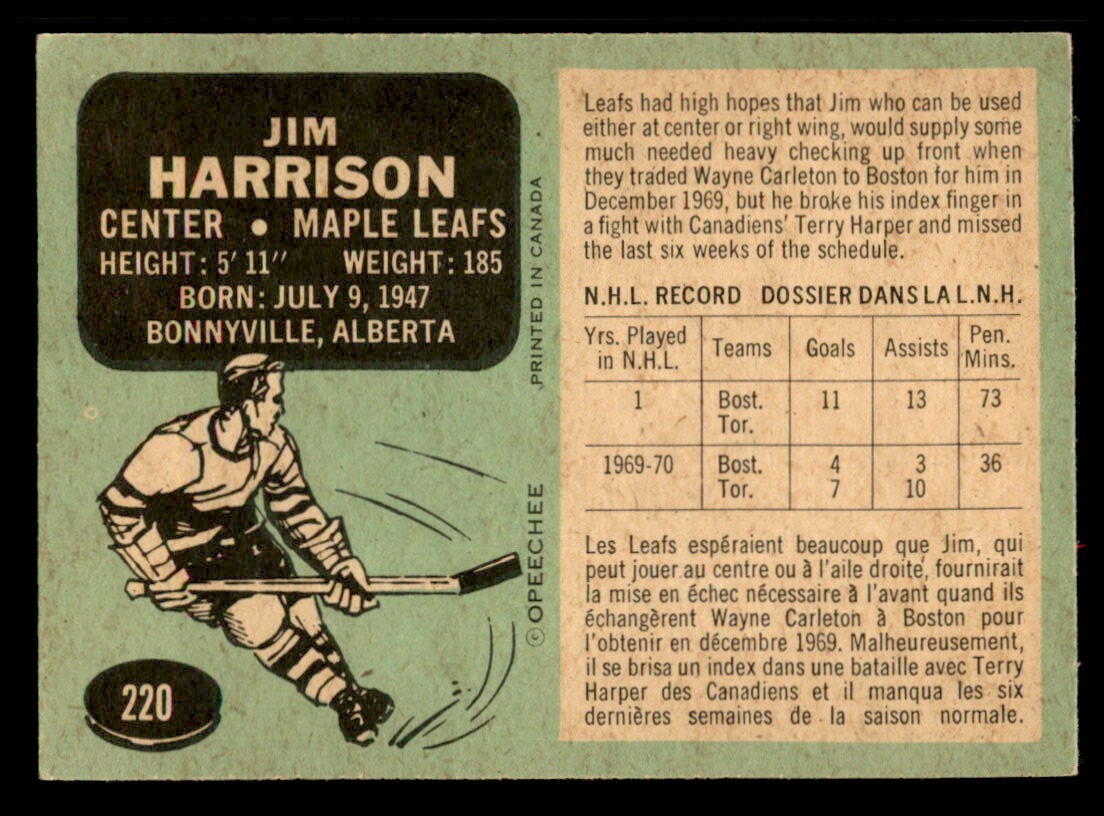 JIM
HARRISON
CENTER • MAPLE LEAFS
HEIGHT: 5' 11" WEIGHT: 185
BORN: JULY 9, 1947
BONNYVILLE, ALBERTA
220
©OPEECHEE PRINTED IN CANADA
Leafs had high hopes that Jim who can be used
either at center or right wing, would supply some
much needed heavy checking up front when
they traded Wayne Carleton to Boston for him in
December 1969, but he broke his index finger in
a fight with Canadiens' Terry Harper and missed
the last six weeks of the schedule.
N.H.L. RECORD DOSSIER DANS LA L.N.H.
Yrs. Played Teams Goals Assists Pen.
in N.H.L. Mins.
1 Bost. 11 13 73
Tor.
1969-70 Bost. 4 3 36
Tor. 7 10
Les Leafs espéraient beaucoup que Jim, qui
peut jouer au centre ou à l'aile droite, fournirait
la mise en échec nécessaire à l'avant quand ils
échangèrent Wayne Carleton à Boston pour
l'obtenir en décembre 1969. Malheureusement,
il se brisa un index dans une bataille avec Terry
Harper des Canadiens et il manqua les six
dernières semaines de la saison normale.